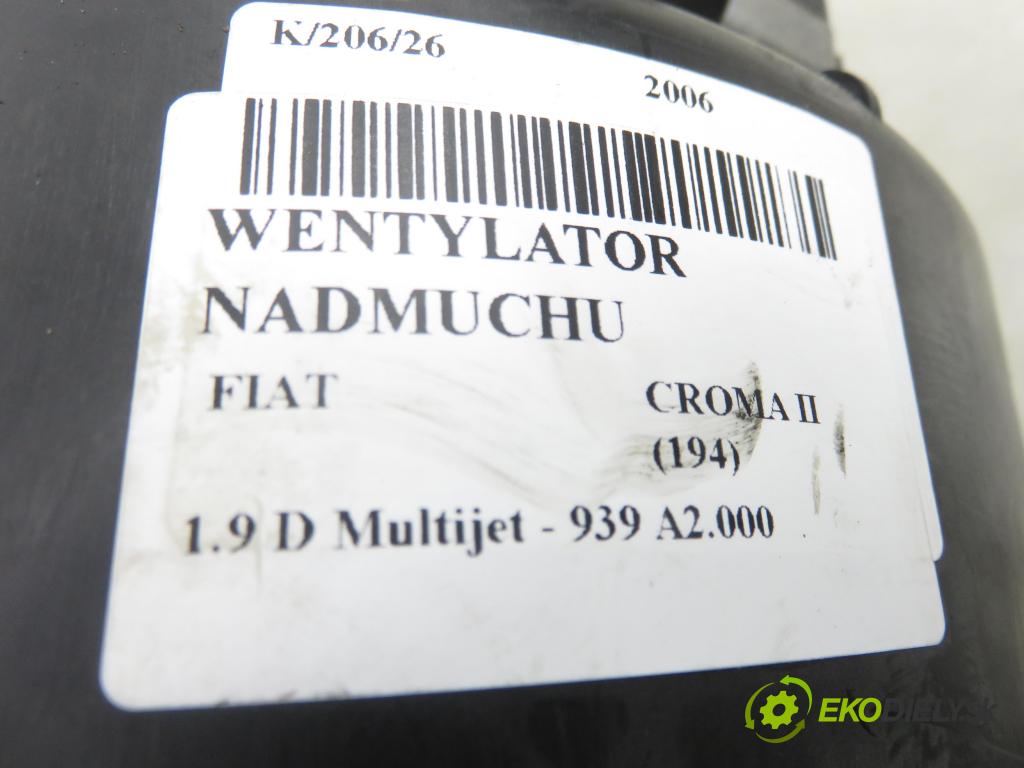 K/206/26
2006
WENTYLATOR
NADMUCHU
FIAT CROMA II
(194)
1.9 D Multijet - 939 A2.000
EKODIELY.SK